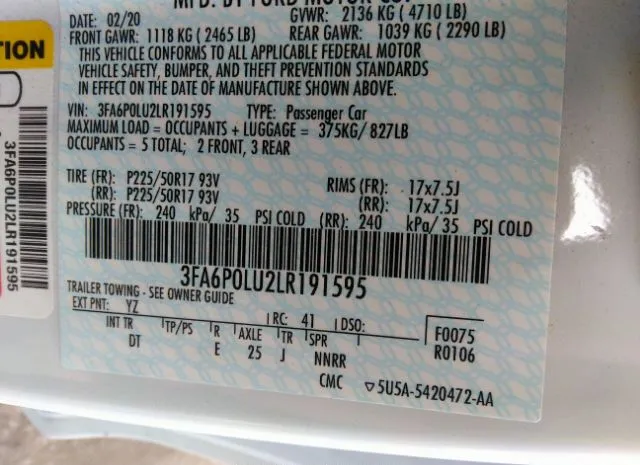 MFD. BY FORD MOTOR CO.
DATE: 02/20 GVWR: 2136 KG ( 4710 LB)
FRONT GAWR: 1118 KG ( 2465 LB) REAR GAWR: 1039 KG ( 2290 LB)
THIS VEHICLE CONFORMS TO ALL APPLICABLE FEDERAL MOTOR
VEHICLE SAFETY, BUMPER, AND THEFT PREVENTION STANDARDS
IN EFFECT ON THE DATE OF MANUFACTURE SHOWN ABOVE.
VIN: 3FA6P0LU2LR191595 TYPE: Passenger Car
MAXIMUM LOAD = OCCUPANTS + LUGGAGE = 375KG/ 827LB
OCCUPANTS = 5 TOTAL; 2 FRONT, 3 REAR
TIRE (FR): P225/50R17 93V RIMS (FR): 17x7.5J
(RR): P225/50R17 93V (RR): 17x7.5J
PRESSURE (FR): 240 kPa/ 35 PSI COLD (RR): 240 kPa/ 35 PSI COLD
3FA6P0LU2LR191595
TRAILER TOWING - SEE OWNER GUIDE
EXT PNT: YZ RC: 41 DSO:
INT TR TP/PS R AXLE TR SPR F0075
DT E 25 J NNRR R0106
CMC 5U5A-5420472-AA
TION
3FA6P0LU2LR191595